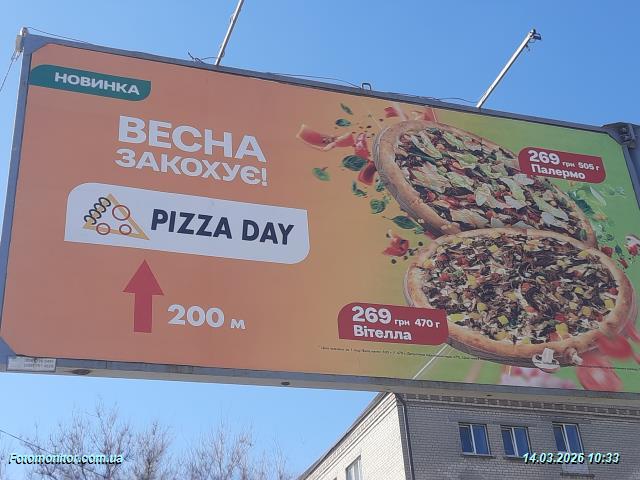 НОВИНКА
ВЕСНА
ЗАКОХУЄ!
PIZZA DAY
200 м
269 грн 505 г
Палермо
269 грн 470 г
Вітелла
Fotomonitor.com.ua
14.03.2026 10:33